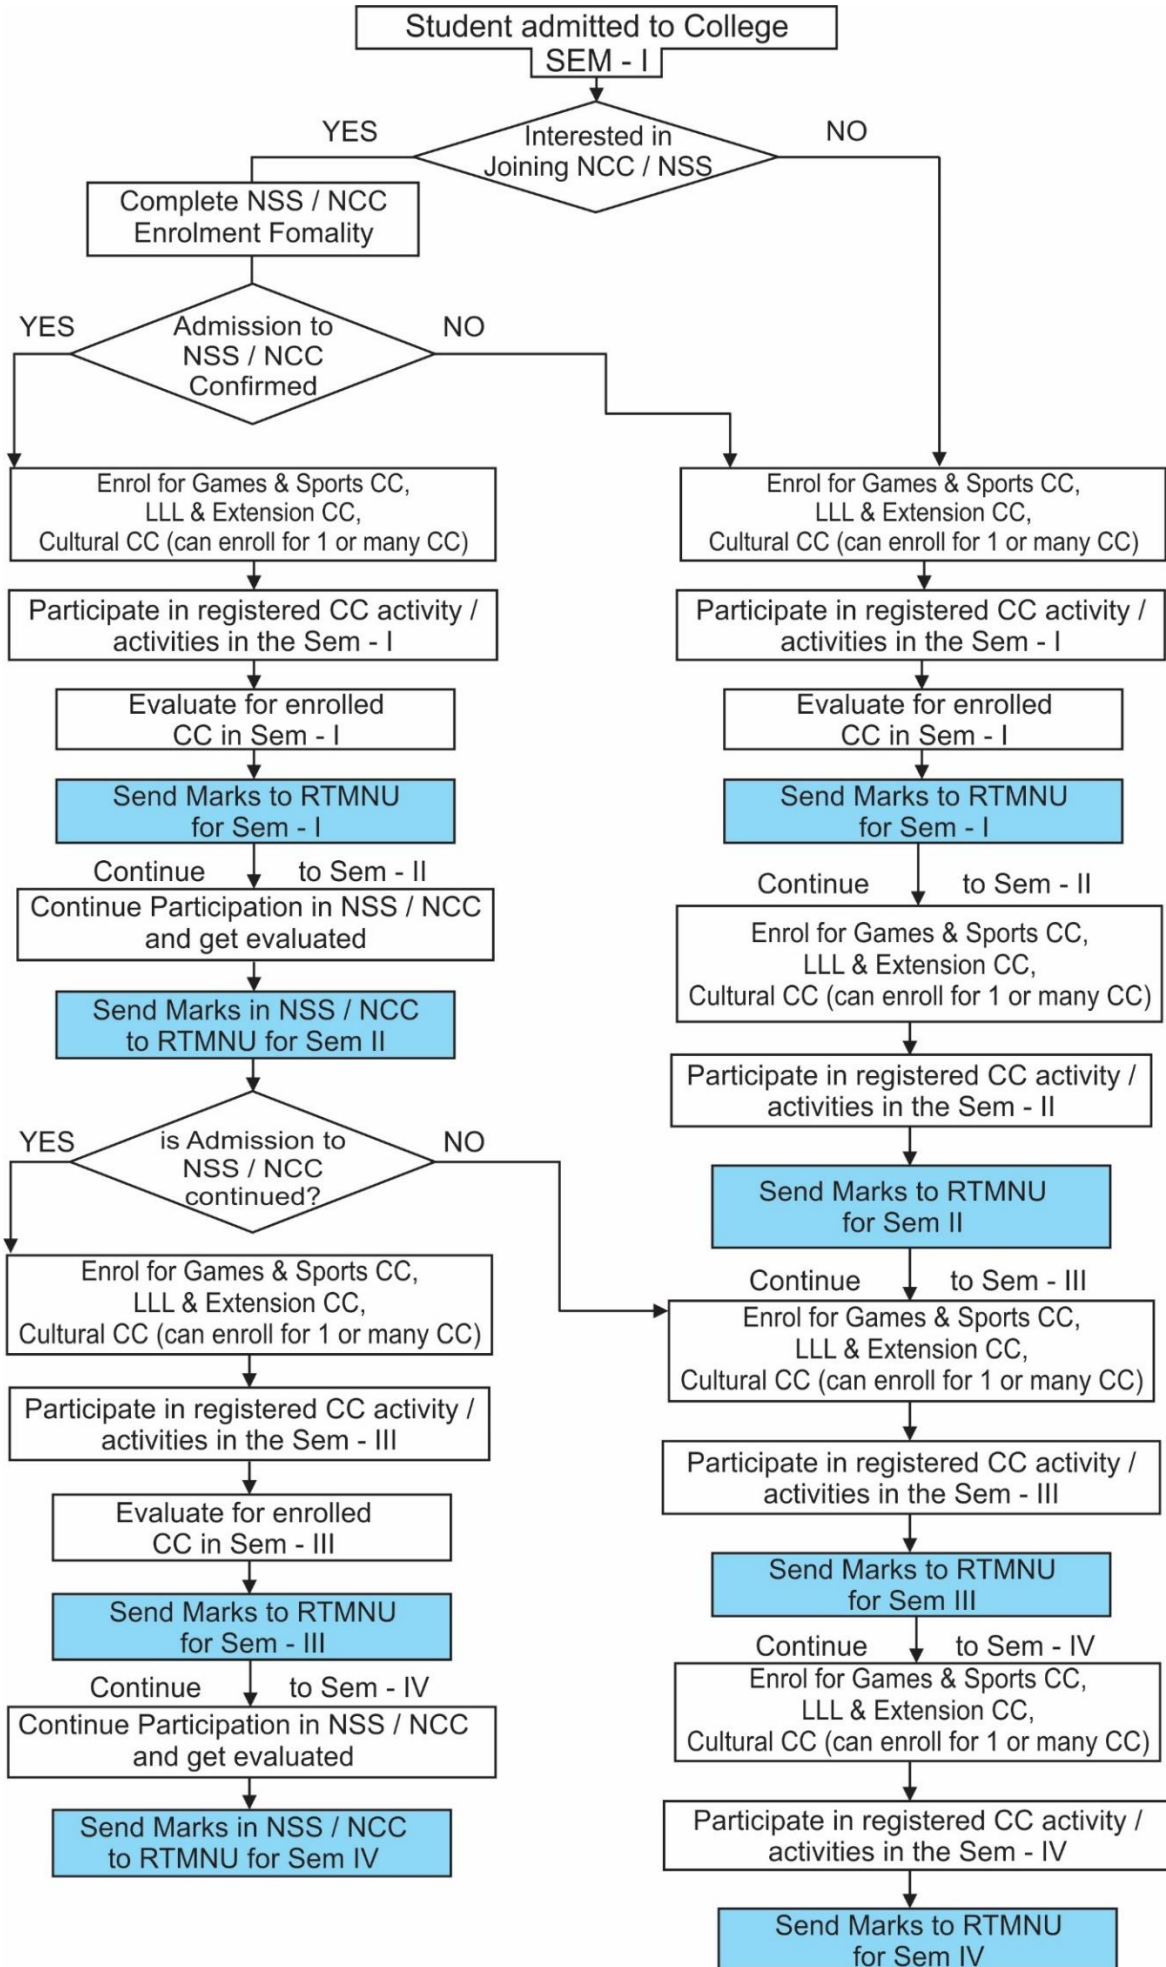 Student admitted to College
SEM - I
YES
Interested in
Joining NCC / NSS
NO
Complete NSS / NCC
Enrolment Fomality
YES
Admission to
NSS / NCC
Confirmed
NO
Enrol for Games & Sports CC,
LLL & Extension CC,
Cultural CC (can enroll for 1 or many CC)
Participate in registered CC activity /
activities in the Sem - I
Evaluate for enrolled
CC in Sem - I
Send Marks to RTMNU
for Sem - I
Continue to Sem - II
Continue Participation in NSS / NCC
and get evaluated
Send Marks in NSS / NCC
to RTMNU for Sem II
YES
is Admission to
NSS / NCC
continued?
NO
Enrol for Games & Sports CC,
LLL & Extension CC,
Cultural CC (can enroll for 1 or many CC)
Participate in registered CC activity /
activities in the Sem - III
Evaluate for enrolled
CC in Sem - III
Send Marks to RTMNU
for Sem - III
Continue to Sem - IV
Continue Participation in NSS / NCC
and get evaluated
Send Marks in NSS / NCC
to RTMNU for Sem IV
Enrol for Games & Sports CC,
LLL & Extension CC,
Cultural CC (can enroll for 1 or many CC)
Participate in registered CC activity /
activities in the Sem - I
Evaluate for enrolled
CC in Sem - I
Send Marks to RTMNU
for Sem - I
Continue to Sem - II
Enrol for Games & Sports CC,
LLL & Extension CC,
Cultural CC (can enroll for 1 or many CC)
Participate in registered CC activity /
activities in the Sem - II
Send Marks to RTMNU
for Sem II
Continue to Sem - III
Enrol for Games & Sports CC,
LLL & Extension CC,
Cultural CC (can enroll for 1 or many CC)
Participate in registered CC activity /
activities in the Sem - III
Send Marks to RTMNU
for Sem III
Continue to Sem - IV
Enrol for Games & Sports CC,
LLL & Extension CC,
Cultural CC (can enroll for 1 or many CC)
Participate in registered CC activity /
activities in the Sem - IV
Send Marks to RTMNU
for Sem IV